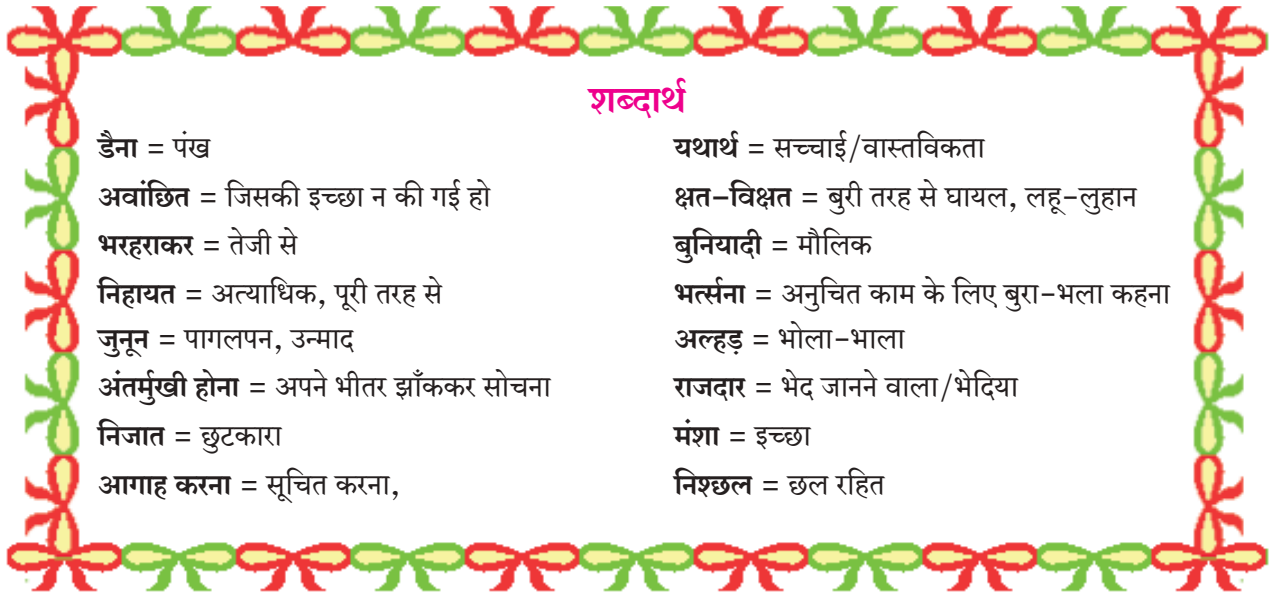 शब्दार्थ
डैना = पंख
अवांछित = जिसकी इच्छा न की गई हो
भरहराकर = तेजी से
निहायत = अत्याधिक, पूरी तरह से
जुनून = पागलपन, उन्माद
अंतर्मुखी होना = अपने भीतर झाँककर सोचना
निजात = छुटकारा
आगाह करना = सूचित करना,
यथार्थ = सच्चाई/वास्तविकता
क्षत–विक्षत = बुरी तरह से घायल, लहू-लुहान
बुनियादी = मौलिक
भर्त्सना = अनुचित काम के लिए बुरा-भला कहना
अल्हड़ = भोला-भाला
राजदार = भेद जानने वाला/भेदिया
मंशा = इच्छा
निश्छल = छल रहित